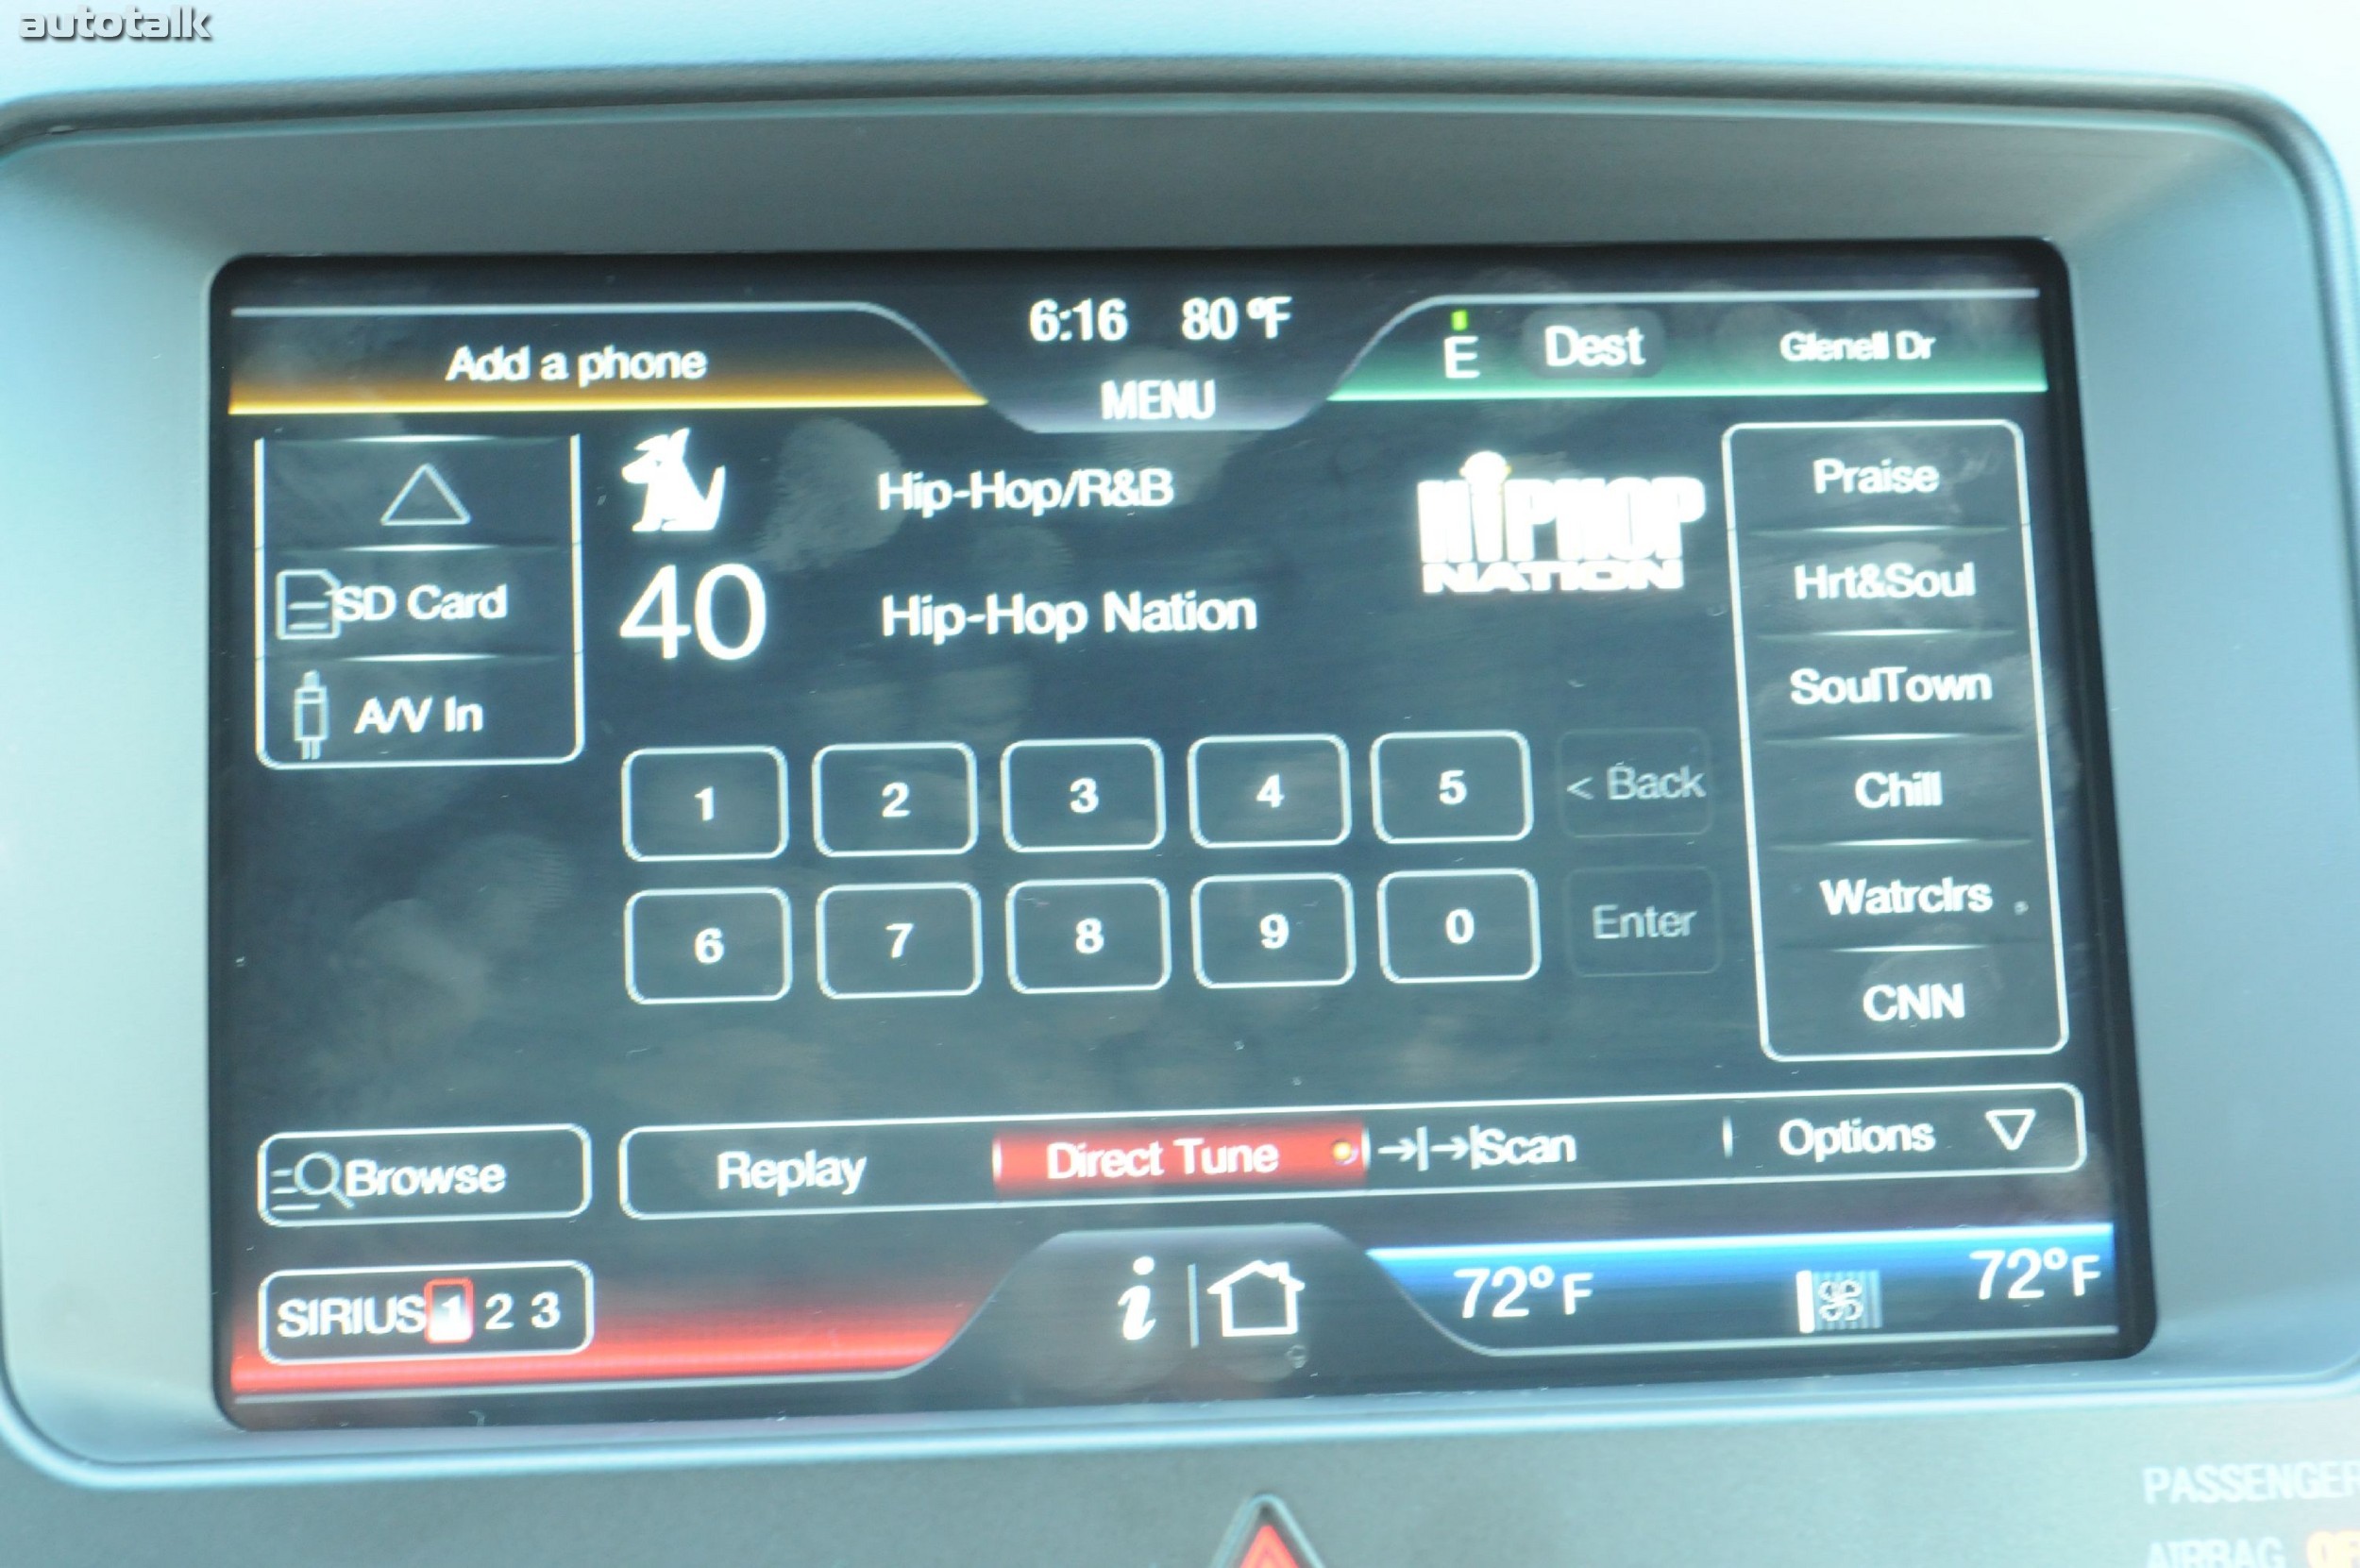 autotalk
6:16 80 °F
Add a phone
MENU
E Dest Glenell Dr
SD Card
A/V In
Hip-Hop/R&B
40 Hip-Hop Nation
HIPHOP
NATION
Praise
Hrt&Soul
SoulTown
Chill
Watrclrs
CNN
1 2 3 4 5 < Back
6 7 8 9 0 Enter
Browse
Replay Direct Tune Scan Options
SIRIUS 1 2 3
i
72°F 72°F
PASSENGER
AIRBAG